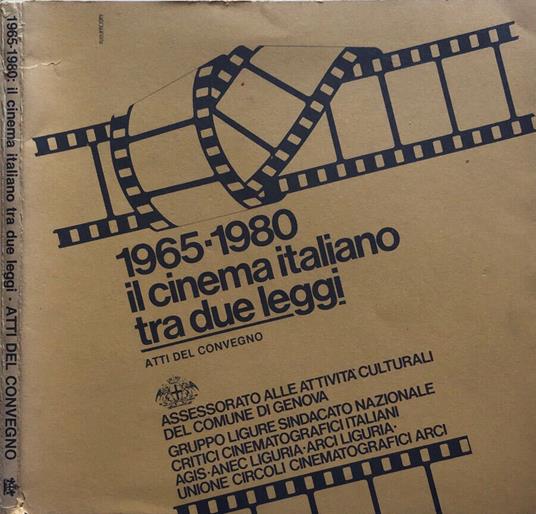 1965-1980: il cinema italiano tra due leggi · ATTI DEL CONVEGNO
1965·1980
il cinema italiano
tra due leggi
ATTI DEL CONVEGNO
ASSESSORATO ALLE ATTIVITÀ CULTURALI
DEL COMUNE DI GENOVA
GRUPPO LIGURE SINDACATO NAZIONALE
CRITICI CINEMATOGRAFICI ITALIANI
AGIS·ANEC LIGURIA·ARCI LIGURIA·
UNIONE CIRCOLI CINEMATOGRAFICI ARCI